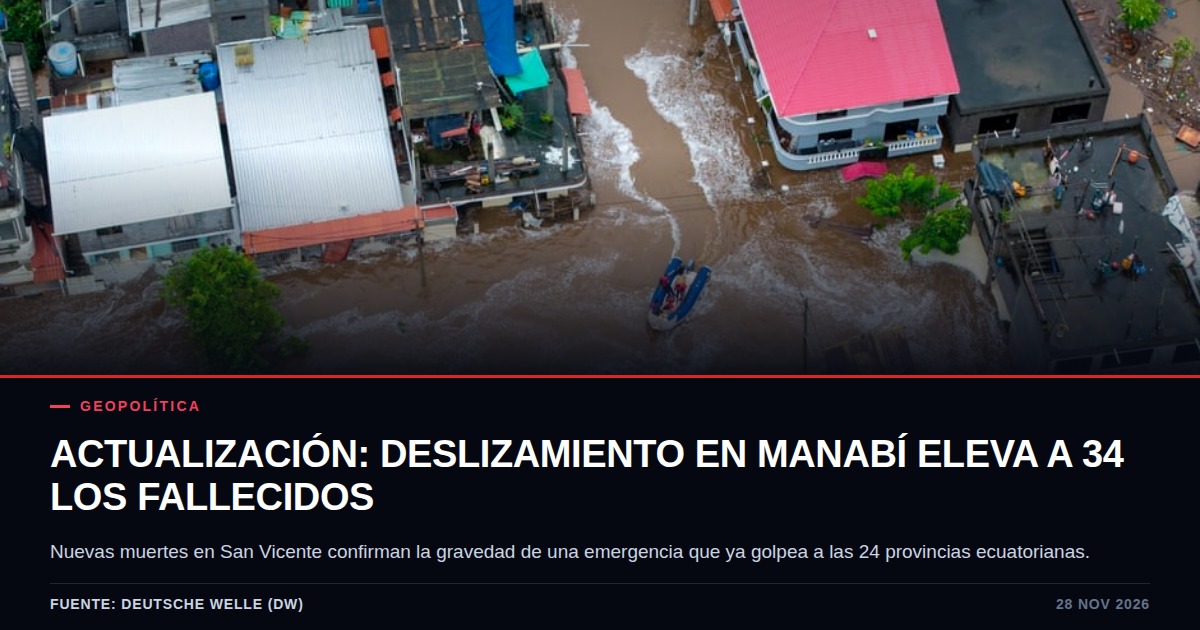 GEOPOLÍTICA
ACTUALIZACIÓN: DESLIZAMIENTO EN MANABÍ ELEVA A 34
LOS FALLECIDOS
Nuevas muertes en San Vicente confirman la gravedad de una emergencia que ya golpea a las 24 provincias ecuatorianas.
FUENTE: DEUTSCHE WELLE (DW)
28 NOV 2026